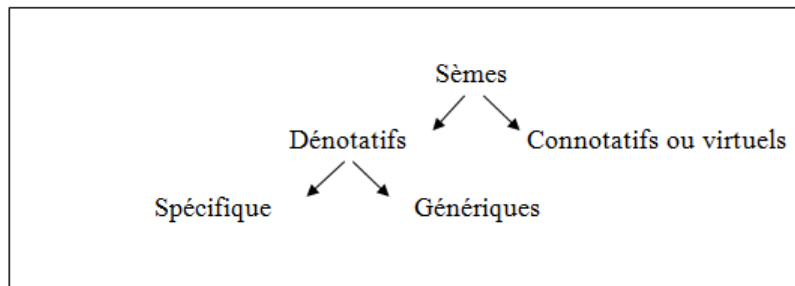 Sèmes
Dénotatifs Connotatifs ou virtuels
Spécifique Génériques